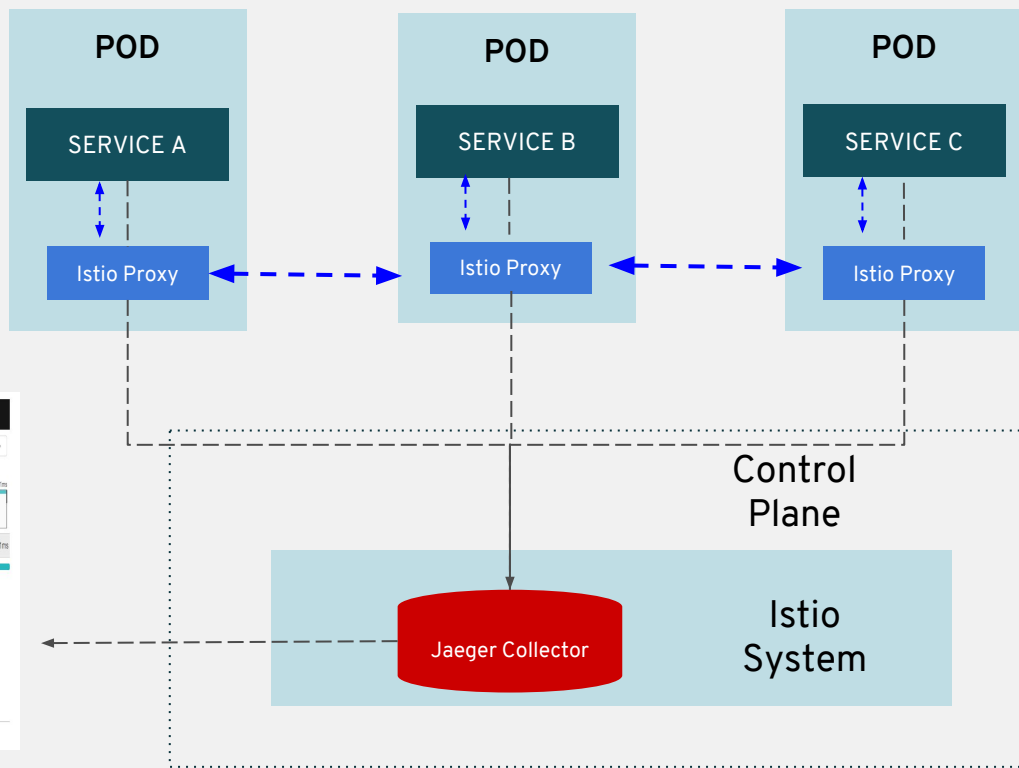 POD
POD
POD
SERVICE A
SERVICE B
SERVICE C
Istio Proxy
Istio Proxy
Istio Proxy
Control
Plane
Istio
System
Jaeger Collector